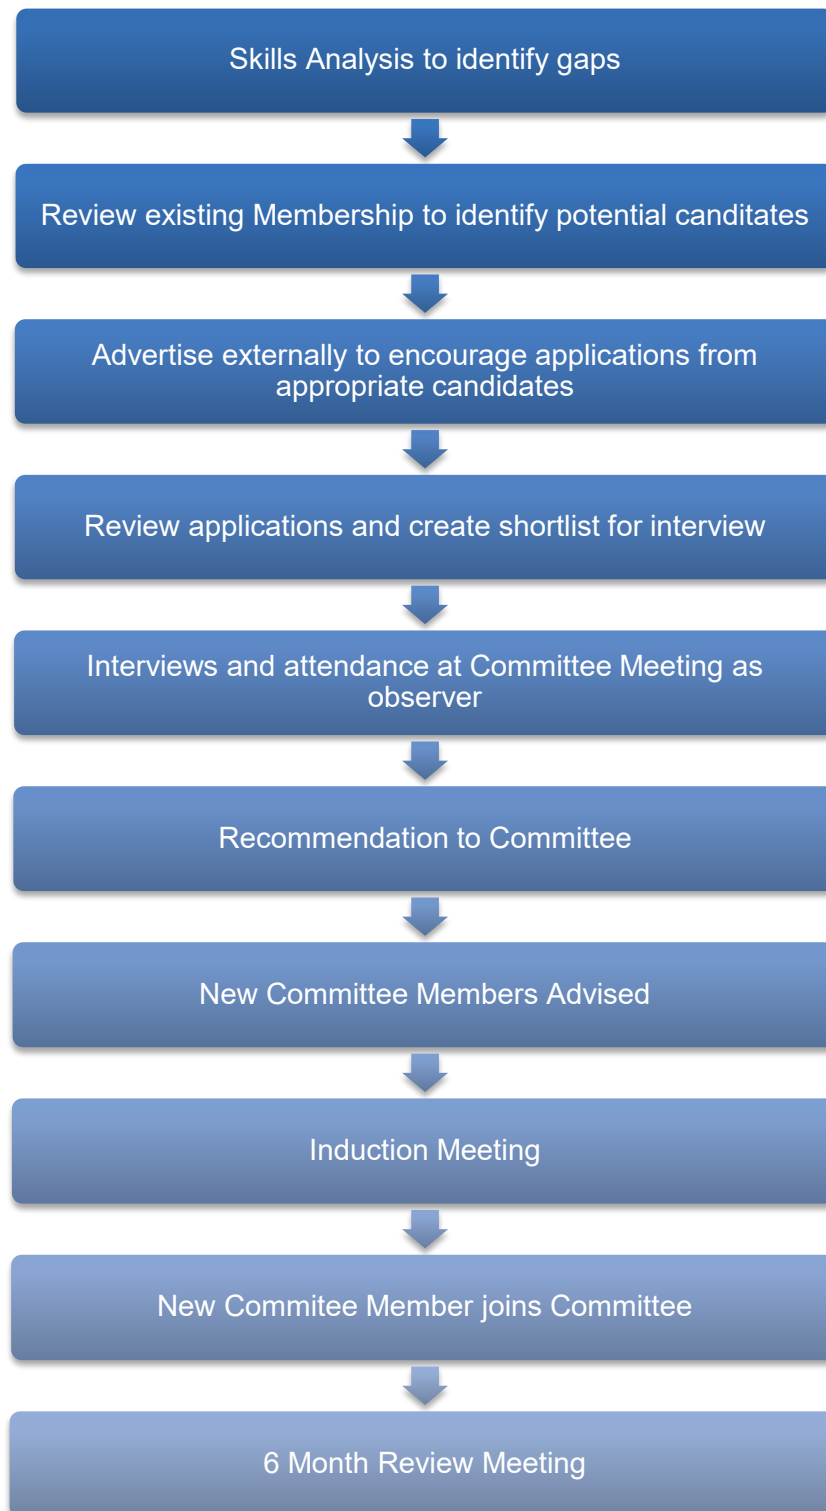 Skills Analysis to identify gaps
Review existing Membership to identify potential canditates
Advertise externally to encourage applications from
appropriate candidates
Review applications and create shortlist for interview
Interviews and attendance at Committee Meeting as
observer
Recommendation to Committee
New Committee Members Advised
Induction Meeting
New Commitee Member joins Committee
6 Month Review Meeting